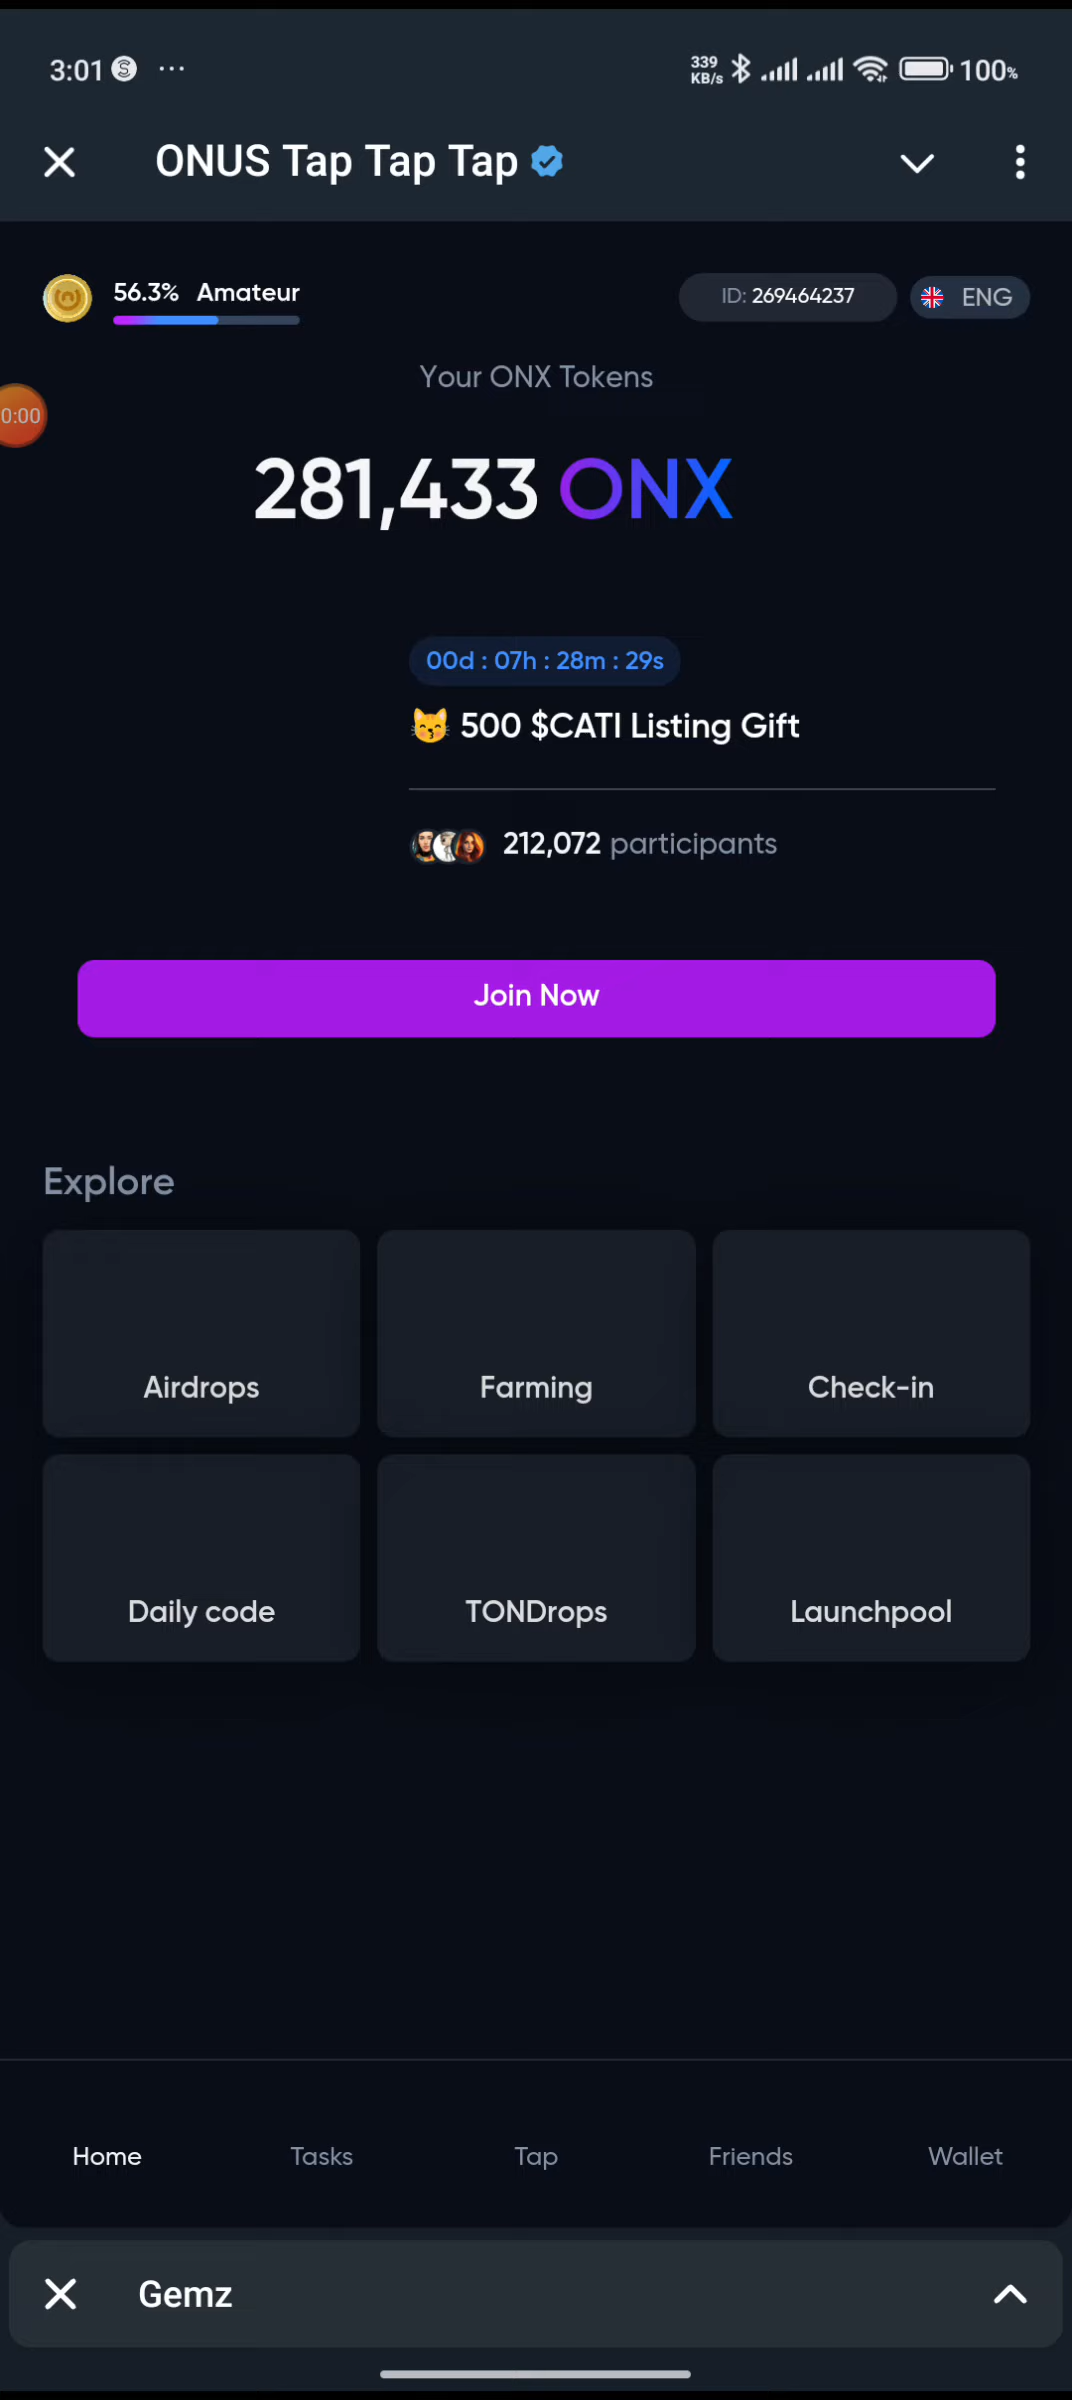 3:01 S ... 339 KB/s 100%
ONUS Tap Tap Tap
56.3% Amateur ID: 269464237 ENG
Your ONX Tokens
0:00
281,433 ONX
00d : 07h : 28m : 29s
500 $CATI Listing Gift
212,072 participants
Join Now
Explore
Airdrops Farming Check-in
Daily code TONDrops Launchpool
Home Tasks Tap Friends Wallet
Gemz